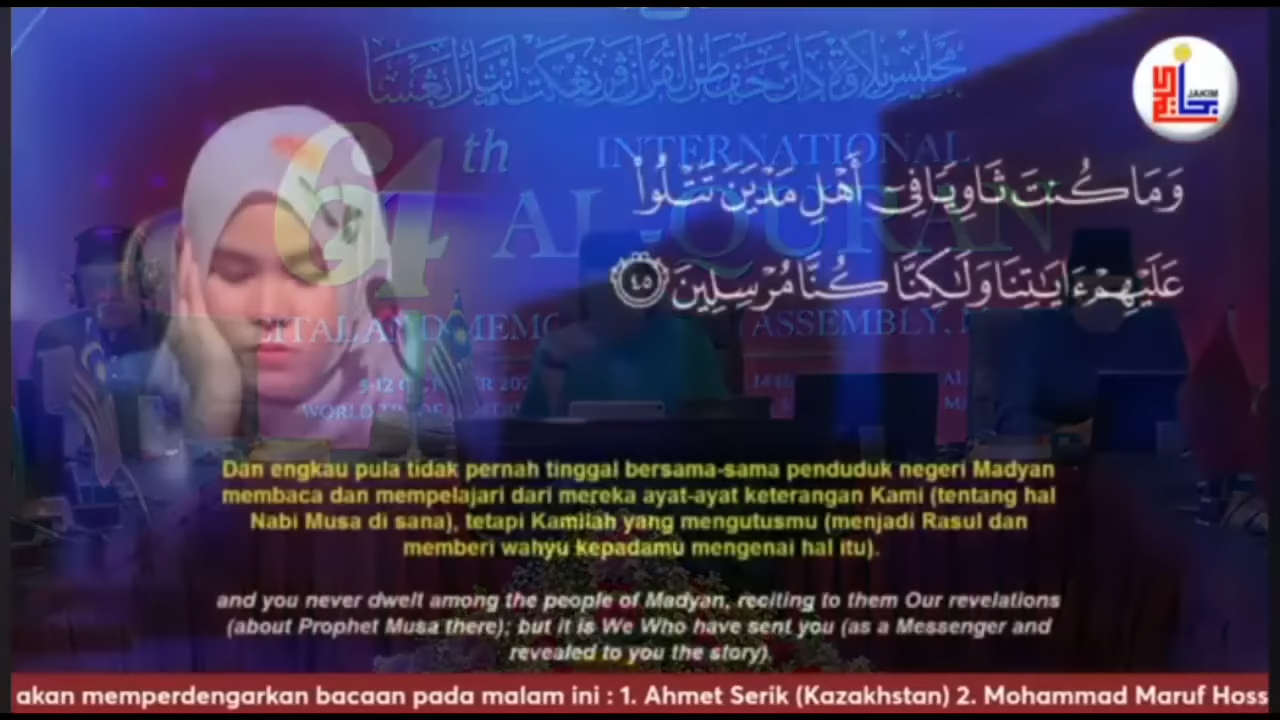 JAKIM
64th INTERNATIONAL
AL-QURAN
AND MEMO ASSEMBLY,
وَمَا كُنتَ ثَاوِيًا فِىٓ أَهْلِ مَدْيَنَ تَتْلُوا۟
عَلَيْهِمْ ءَايَٰتِنَا وَلَٰكِنَّا كُنَّا مُرْسِلِينَ ٤٥
Dan engkau pula tidak pernah tinggal bersama-sama penduduk negeri Madyan
membaca dan mempelajari dari mereka ayat-ayat keterangan Kami (tentang hal
Nabi Musa di sana), tetapi Kamilah yang mengutusmu (menjadi Rasul dan
memberi wahyu kepadamu mengenai hal itu).
and you never dwelt among the people of Madyan, reciting to them Our revelations
(about Prophet Musa there); but it is We Who have sent you (as a Messenger and
revealed to you the story).
akan memperdengarkan bacaan pada malam ini : 1. Ahmet Serik (Kazakhstan) 2. Mohammad Maruf Hoss